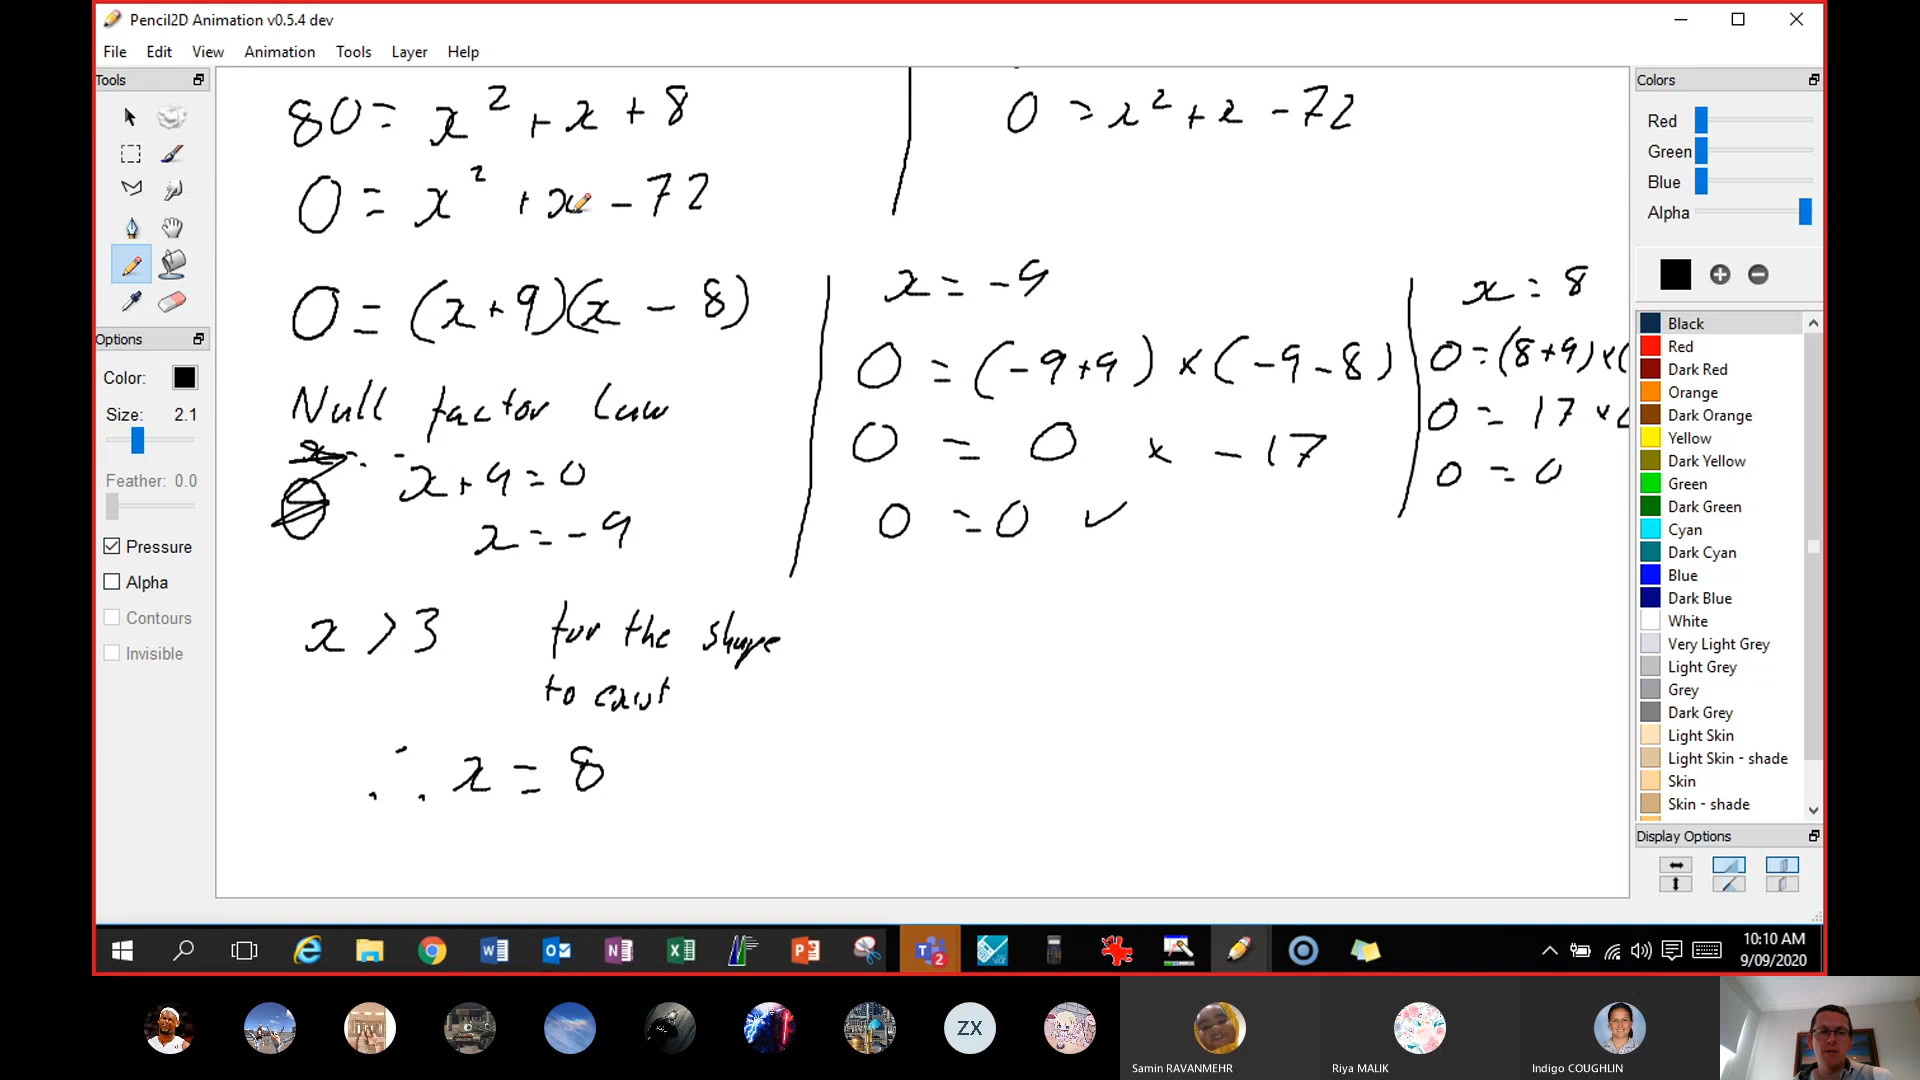 Pencil2D Animation v0.5.4 dev
File Edit View Animation Tools Layer Help
Tools
Options
Color:
Size: 2.1
Feather: 0.0
Pressure
Alpha
Contours
Invisible
80 = x² + x + 8
0 = x² + x - 72
0 = (x+9)(x - 8)
Null factor law
x+9=0
x = -9
x > 3 for the shape
to exist
∴ x = 8
0 = x² + x - 72
x = -9
0 = (-9+9) × (-9-8)
0 = 0 × -17
0 = 0 ✓
x = 8
0 = (8+9) × (
0 = 17 ×
0 = 0
Colors
Red
Green
Blue
Alpha
Black
Red
Dark Red
Orange
Dark Orange
Yellow
Dark Yellow
Green
Dark Green
Cyan
Dark Cyan
Blue
Dark Blue
White
Very Light Grey
Light Grey
Grey
Dark Grey
Light Skin
Light Skin - shade
Skin
Skin - shade
Display Options
10:10 AM
9/09/2020
ZX
Samin RAVANMEHR
Riya MALIK
Indigo COUGHLIN